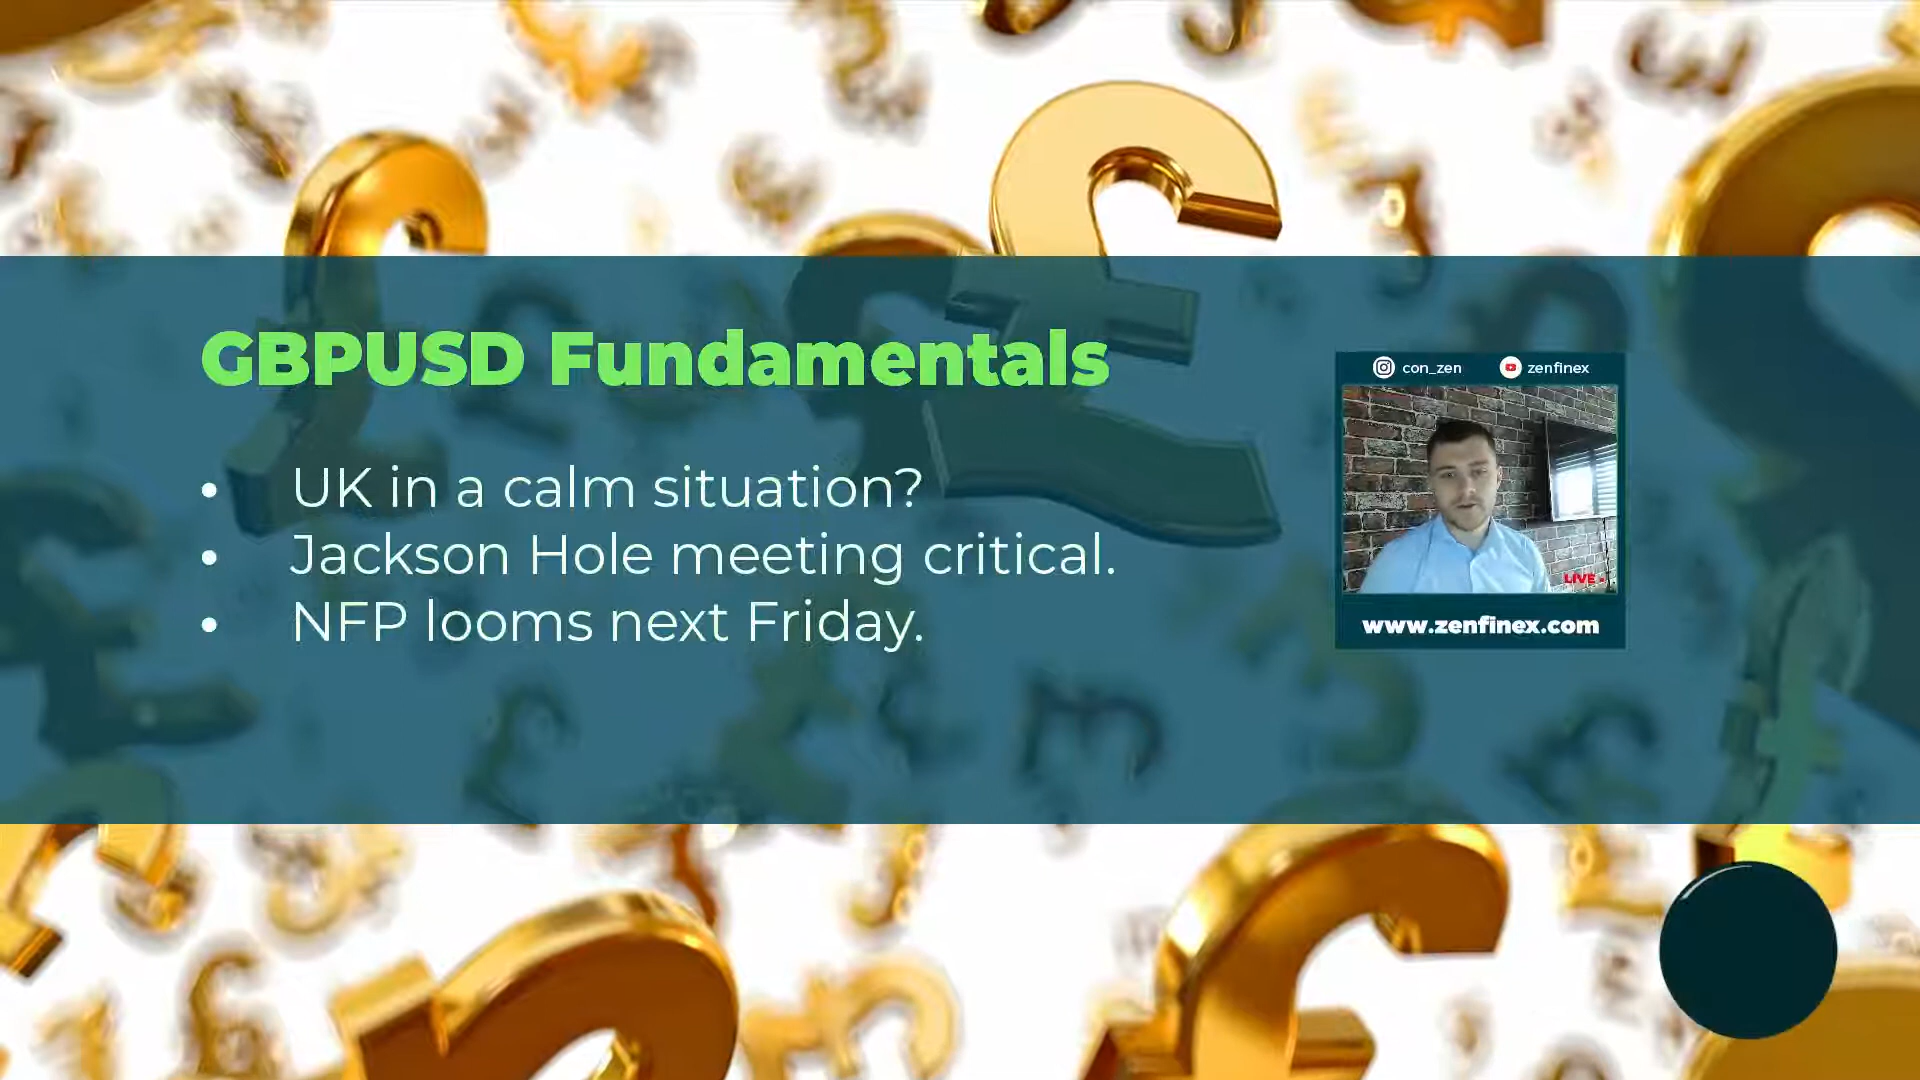 GBPUSD Fundamentals
• UK in a calm situation?
• Jackson Hole meeting critical.
• NFP looms next Friday.
con_zen zenfinex
LIVE
www.zenfinex.com